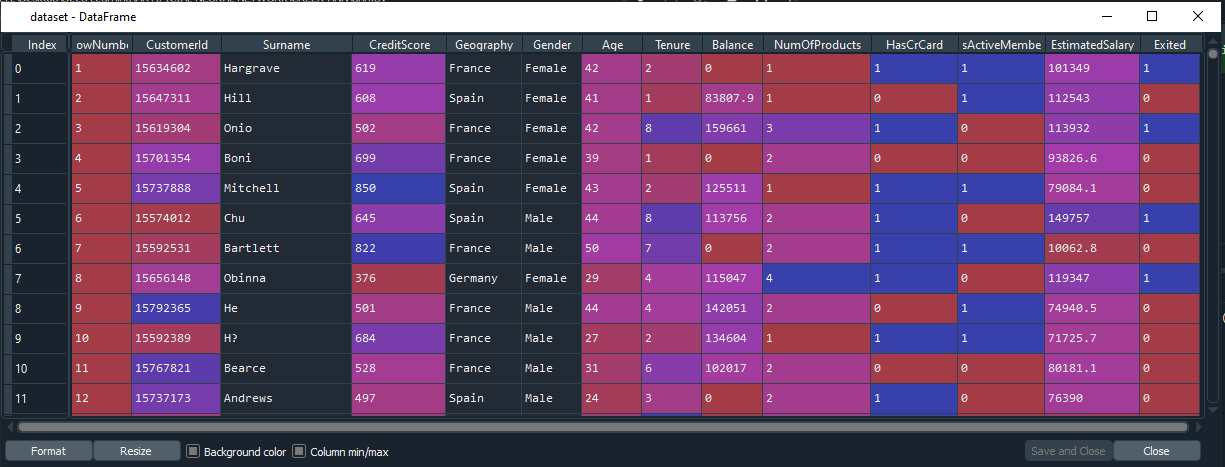 dataset - DataFrame
Index owNumbe CustomerId Surname CreditScore Geography Gender Age Tenure Balance NumOfProducts HasCrCard sActiveMembe EstimatedSalary Exited
0 1 15634602 Hargrave 619 France Female 42 2 0 1 1 1 101349 1
1 2 15647311 Hill 608 Spain Female 41 1 83807.9 1 0 1 112543 0
2 3 15619304 Onio 502 France Female 42 8 159661 3 1 0 113932 1
3 4 15701354 Boni 699 France Female 39 1 0 2 0 0 93826.6 0
4 5 15737888 Mitchell 850 Spain Female 43 2 125511 1 1 1 79084.1 0
5 6 15574012 Chu 645 Spain Male 44 8 113756 2 1 0 149757 1
6 7 15592531 Bartlett 822 France Male 50 7 0 2 1 1 10062.8 0
7 8 15656148 Obinna 376 Germany Female 29 4 115047 4 1 0 119347 1
8 9 15792365 He 501 France Male 44 4 142051 2 0 1 74940.5 0
9 10 15592389 H? 684 France Male 27 2 134604 1 1 1 71725.7 0
10 11 15767821 Bearce 528 France Male 31 6 102017 2 0 0 80181.1 0
11 12 15737173 Andrews 497 Spain Male 24 3 0 2 1 0 76390 0
Format Resize Background color Column min/max Save and Close Close